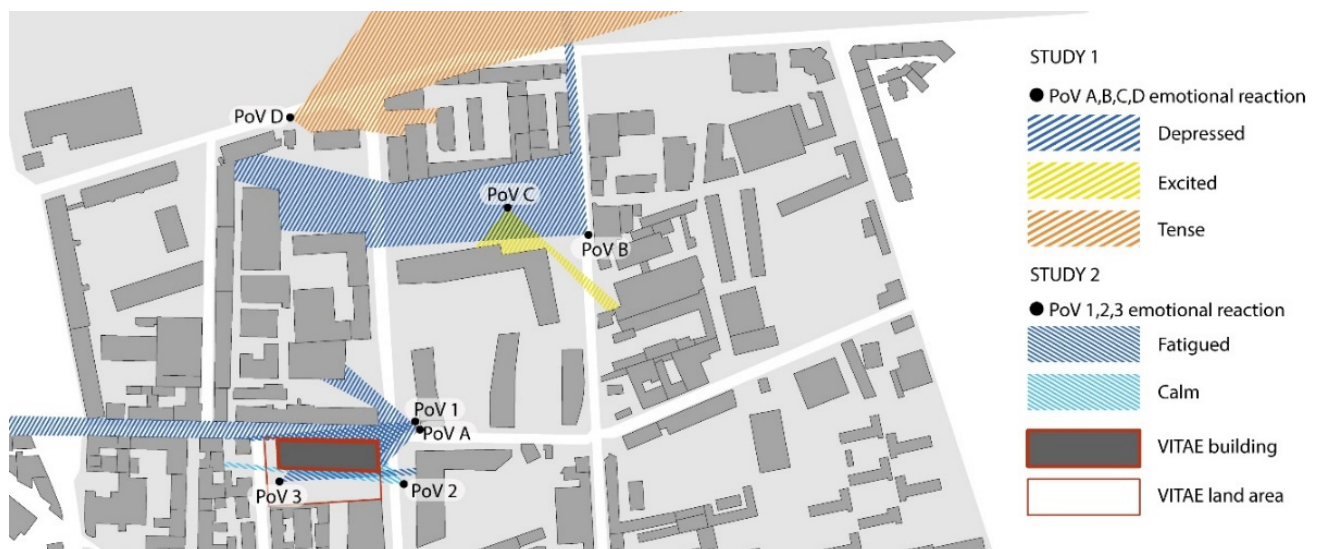 PoV D
PoV C
PoV B
PoV 1
PoV A
PoV 3
PoV 2
STUDY 1
PoV A,B,C,D emotional reaction
Depressed
Excited
Tense
STUDY 2
PoV 1,2,3 emotional reaction
Fatigued
Calm
VITAE building
VITAE land area